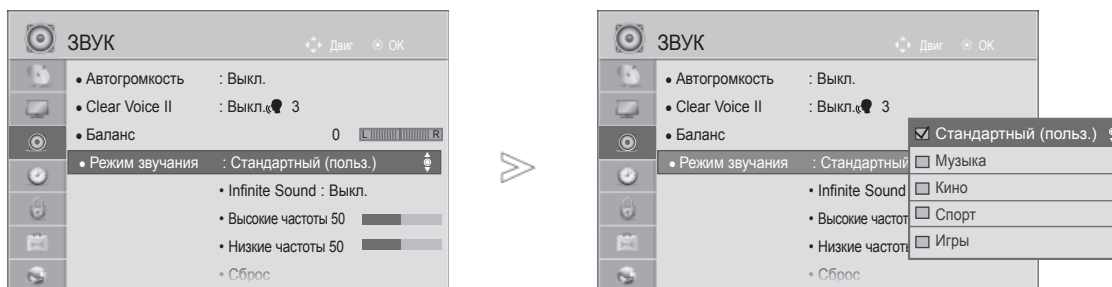 ЗВУК
Двиг OK
• Автогромкость : Выкл.
• Clear Voice II : Выкл. 3
• Баланс 0 L R
• Режим звучания : Стандартный (польз.)
• Infinite Sound : Выкл.
• Высокие частоты 50
• Низкие частоты 50
• Сброс
ЗВУК
Двиг OK
• Автогромкость : Выкл.
• Clear Voice II : Выкл. 3
• Баланс
• Режим звучания : Стандартный
• Infinite Sound
• Высокие частот
• Низкие частоты
• Сброс
Стандартный (польз.)
Музыка
Кино
Спорт
Игры